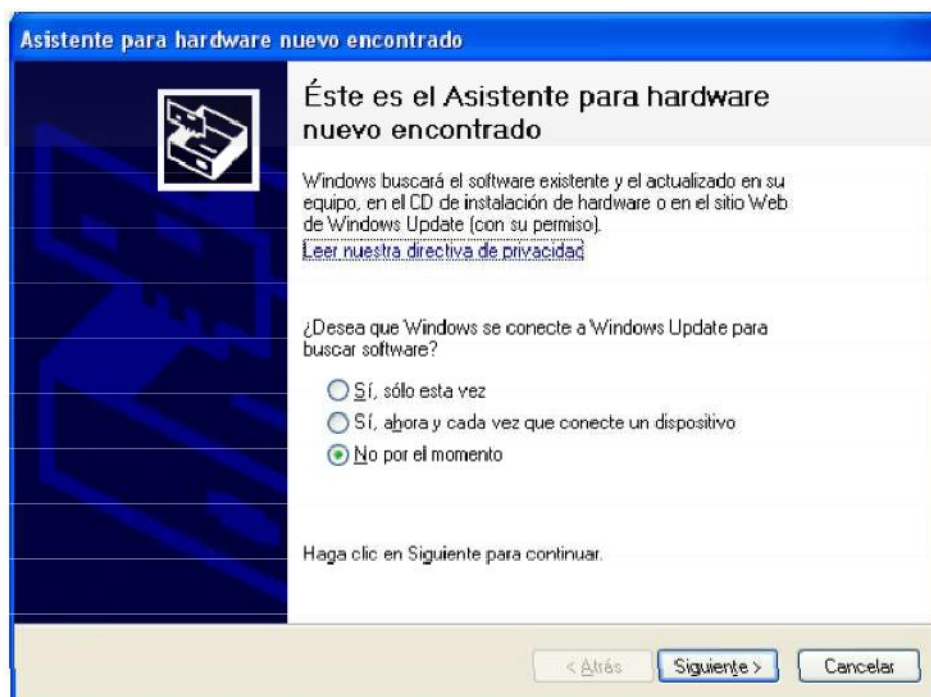 Asistente para hardware nuevo encontrado
Éste es el Asistente para hardware
nuevo encontrado
Windows buscará el software existente y el actualizado en su
equipo, en el CD de instalación de hardware o en el sitio Web
de Windows Update (con su permiso).
Leer nuestra directiva de privacidad
¿Desea que Windows se conecte a Windows Update para
buscar software?
Sí, sólo esta vez
Sí, ahora y cada vez que conecte un dispositivo
No por el momento
Haga clic en Siguiente para continuar.
< Atrás Siguiente > Cancelar